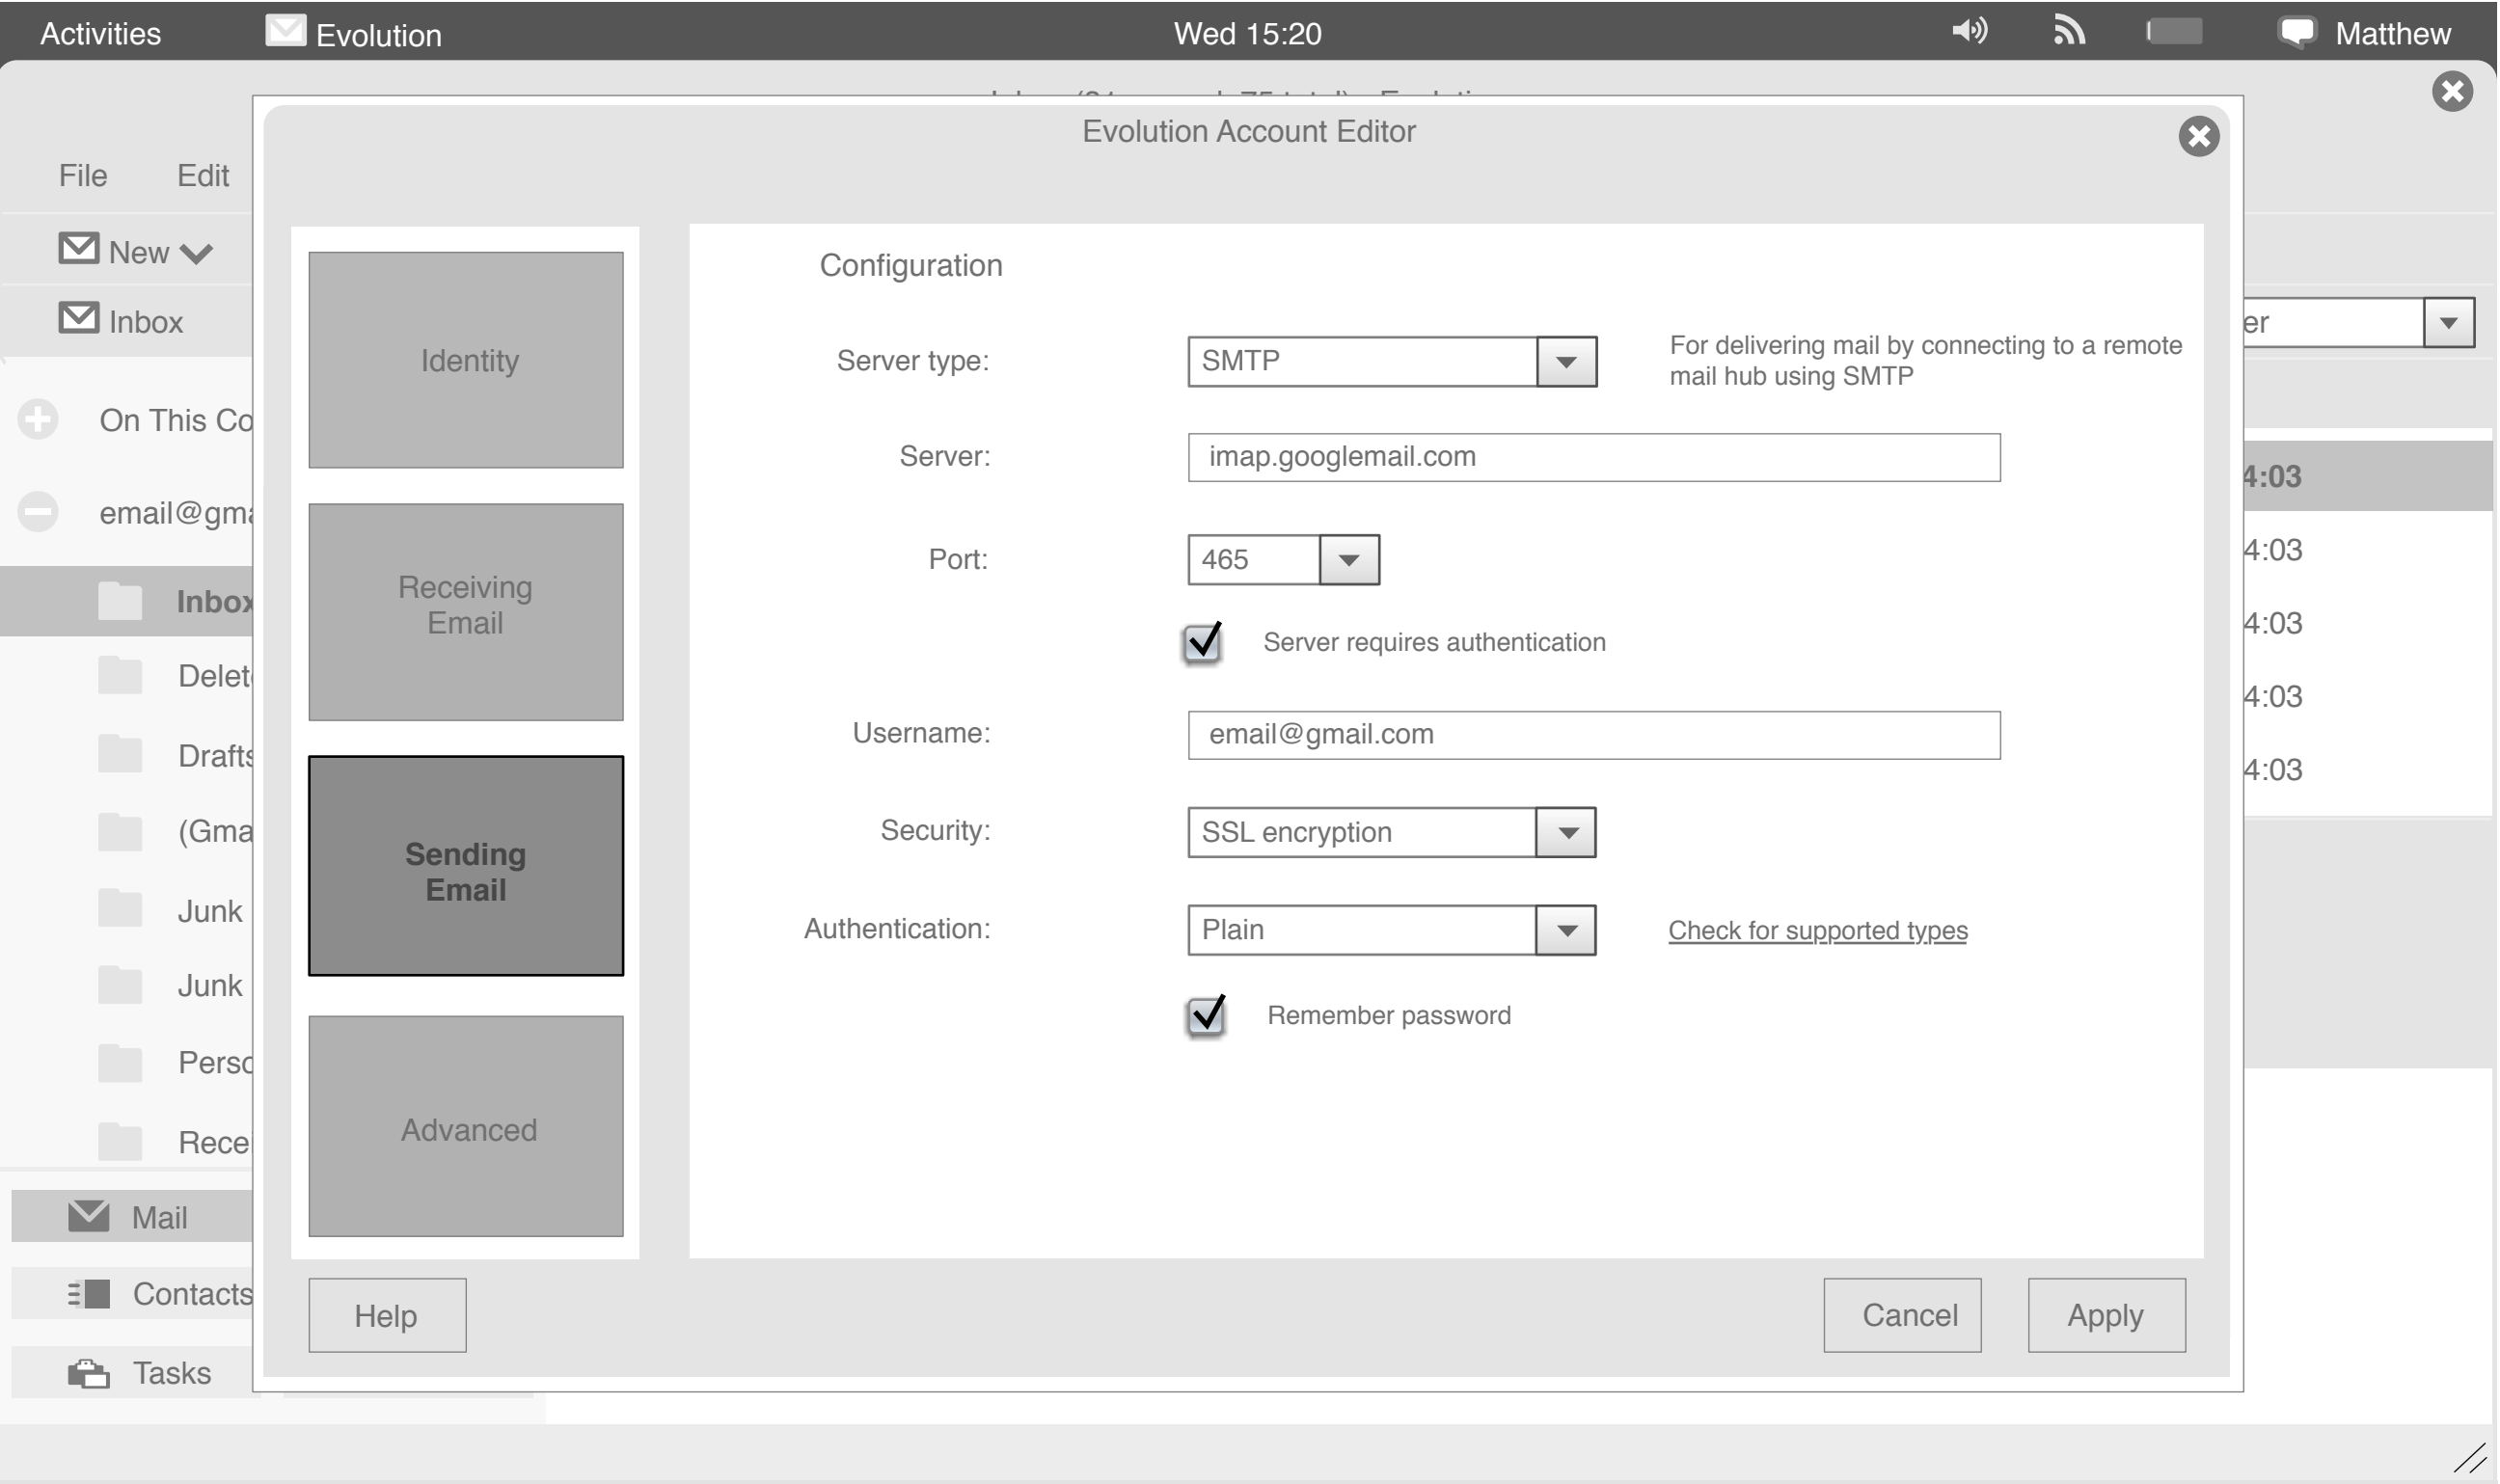 Activities
Evolution
Wed 15:20
Matthew
Evolution Account Editor
File
Edit
New
Inbox
er
On This Co
email@gma
Inbox
Delet
Drafts
(Gma
Junk
Junk
Perso
Recei
Mail
Contacts
Tasks
Identity
Receiving
Email
Sending
Email
Advanced
Configuration
Server type:
SMTP
For delivering mail by connecting to a remote
mail hub using SMTP
Server:
imap.googlemail.com
Port:
465
Server requires authentication
Username:
email@gmail.com
Security:
SSL encryption
Authentication:
Plain
Check for supported types
Remember password
4:03
4:03
4:03
4:03
4:03
Help
Cancel
Apply